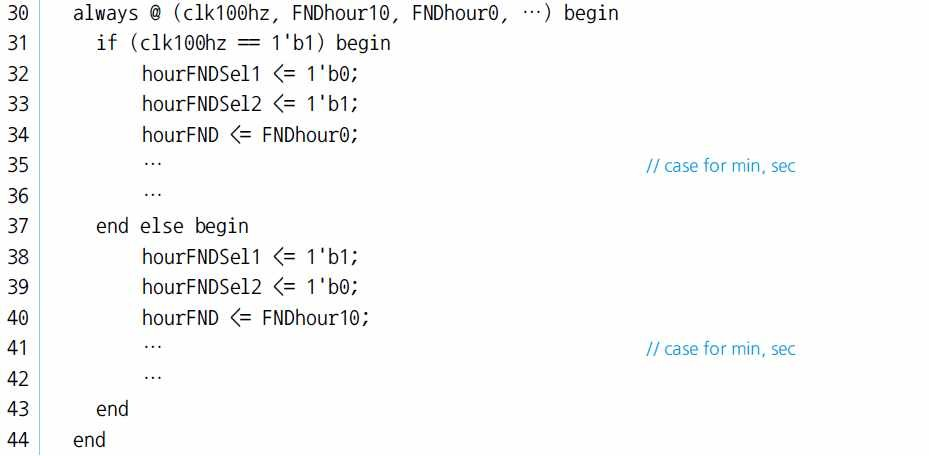 30 always @ (clk100hz, FNDhour10, FNDhour0, …) begin
31 if (clk100hz == 1'b1) begin
32 hourFNDSel1 <= 1'b0;
33 hourFNDSel2 <= 1'b1;
34 hourFND <= FNDhour0;
35 … // case for min, sec
36 …
37 end else begin
38 hourFNDSel1 <= 1'b1;
39 hourFNDSel2 <= 1'b0;
40 hourFND <= FNDhour10;
41 … // case for min, sec
42 …
43 end
44 end